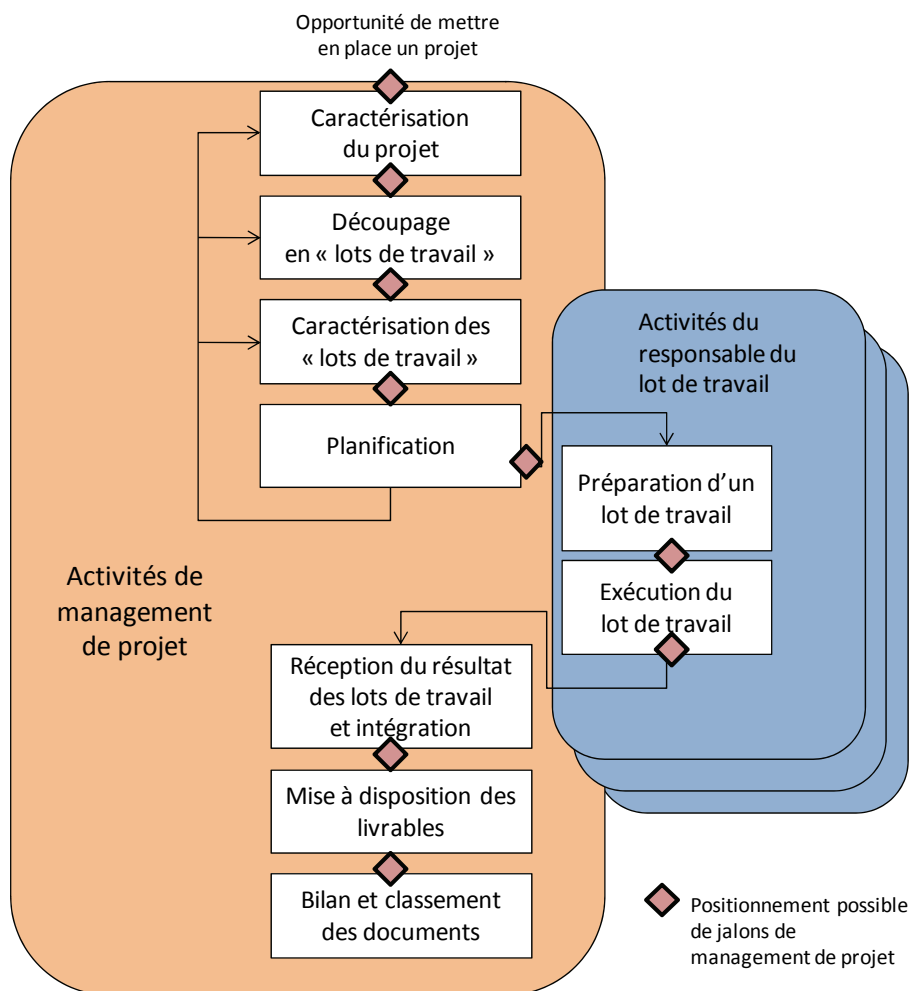 Opportunité de mettre
en place un projet
Caractérisation
du projet
Découpage
en « lots de travail »
Caractérisation des
« lots de travail »
Planification
Activités du
responsable du
lot de travail
Préparation d’un
lot de travail
Exécution du
lot de travail
Activités de
management
de projet
Réception du résultat
des lots de travail
et intégration
Mise à disposition des
livrables
Bilan et classement
des documents
Positionnement possible
de jalons de
management de projet